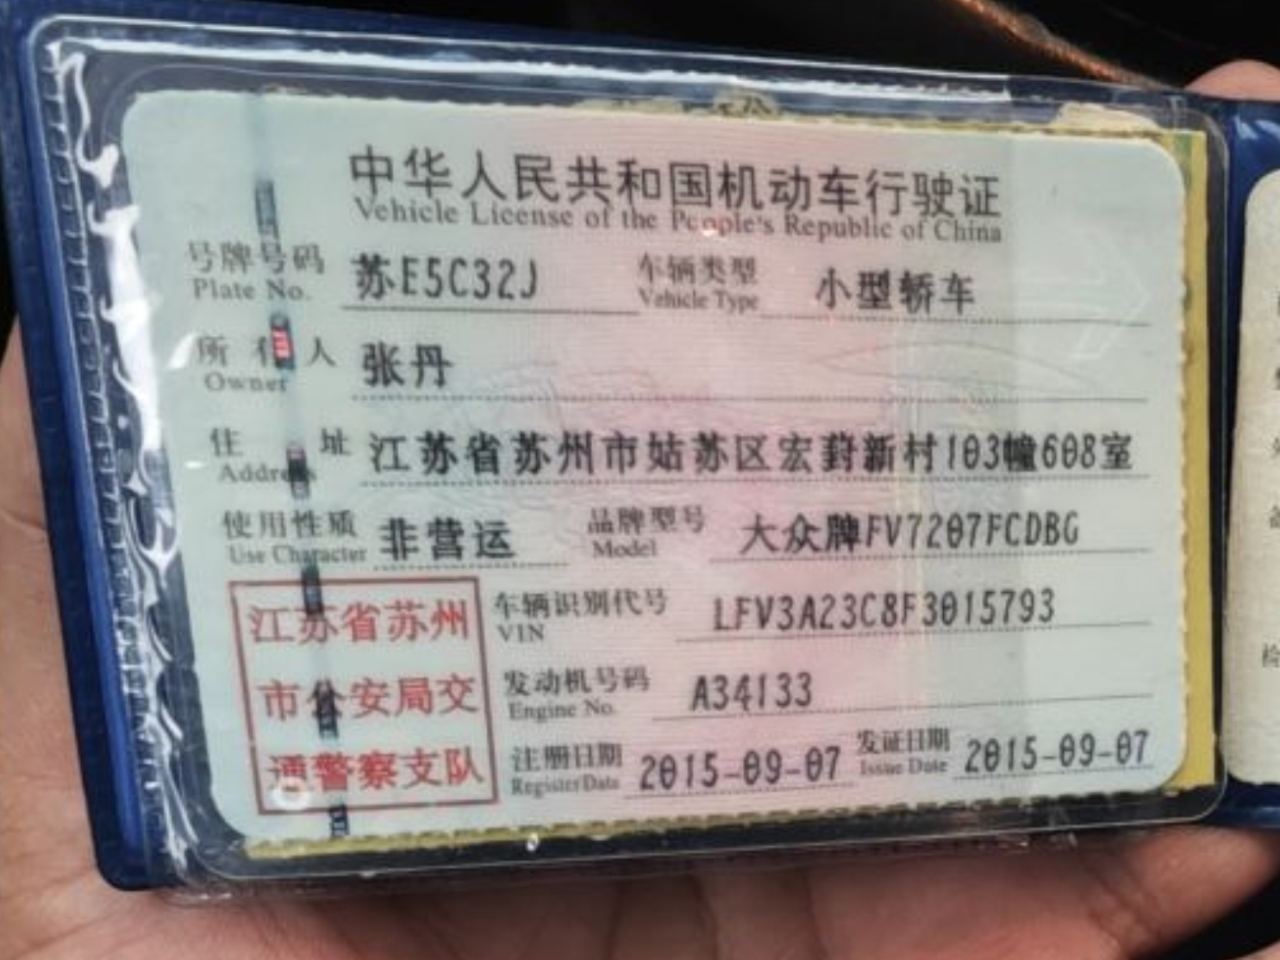 中华人民共和国机动车行驶证
Vehicle License of the People's Republic of China
号牌号码 苏E5C32J 车辆类型 小型轿车
Plate No. Vehicle Type
所有人 张丹
Owner
住址 江苏省苏州市姑苏区宏葑新村103幢608室
Address
使用性质 非营运 品牌型号 大众牌FV7207FCDBG
Use Character Model
江苏省苏州
市公安局交
通警察支队
车辆识别代号 LFV3A23C8F3015793
VIN
发动机号码 A34133
Engine No.
注册日期 2015-09-07 发证日期 2015-09-07
Register Date Issue Date
检